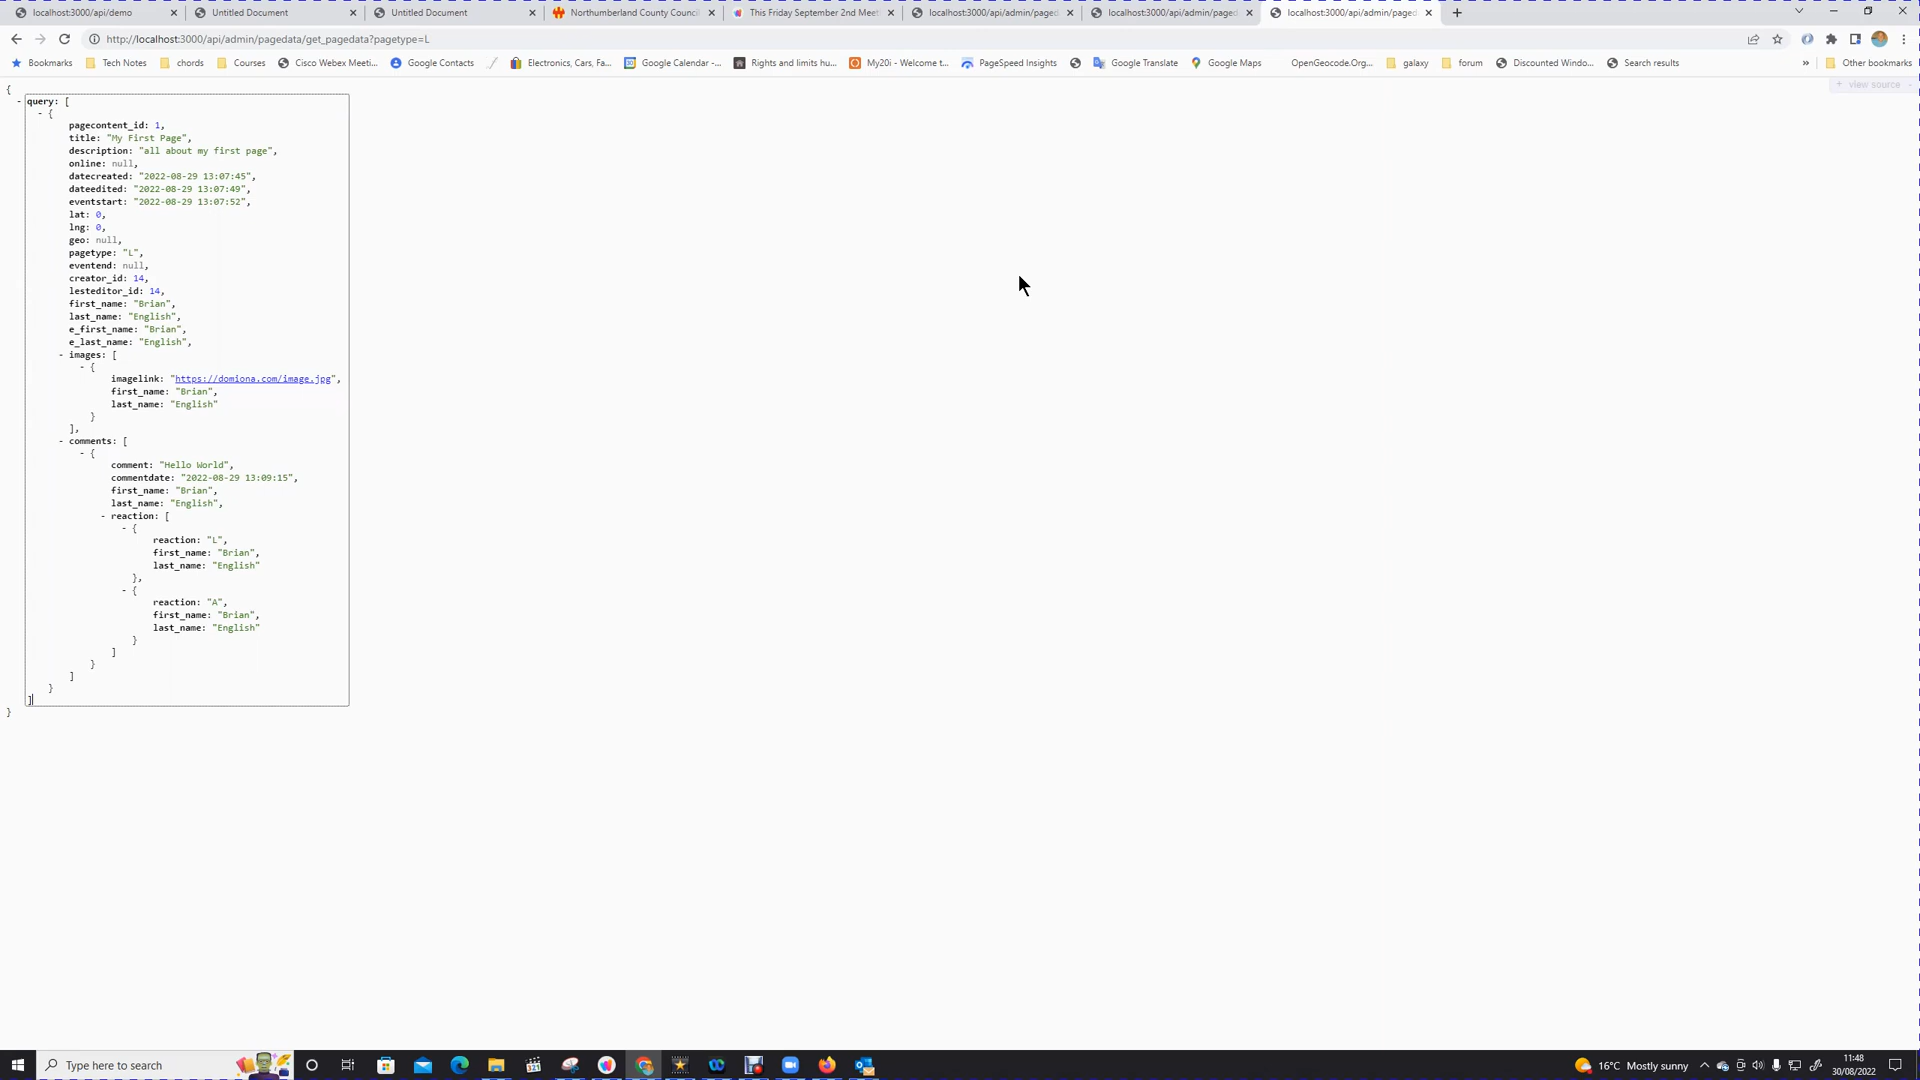 localhost:3000/api/demo
Untitled Document
Untitled Document
Northumberland County Counci
This Friday September 2nd Meeti
localhost:3000/api/admin/paged
localhost:3000/api/admin/paged
localhost:3000/api/admin/paged
http://localhost:3000/api/admin/pagedata/get_pagedata?pagetype=L
Bookmarks
Tech Notes
chords
Courses
Cisco Webex Meeti...
Google Contacts
Electronics, Cars, Fa...
Google Calendar -...
Rights and limits hu...
My20i - Welcome t...
PageSpeed Insights
Google Translate
Google Maps
OpenGeocode.Org...
galaxy
forum
Discounted Windo...
Search results
»
Other bookmarks
+ view source -
{
- query: [
- {
pagecontent_id: 1,
title: "My First Page",
description: "all about my first page",
online: null,
datecreated: "2022-08-29 13:07:45",
dateedited: "2022-08-29 13:07:49",
eventstart: "2022-08-29 13:07:52",
lat: 0,
lng: 0,
geo: null,
pagetype: "L",
eventend: null,
creator_id: 14,
lesteditor_id: 14,
first_name: "Brian",
last_name: "English",
e_first_name: "Brian",
e_last_name: "English",
- images: [
- {
imagelink: "https://domiona.com/image.jpg",
first_name: "Brian",
last_name: "English"
}
],
- comments: [
- {
comment: "Hello World",
commentdate: "2022-08-29 13:09:15",
first_name: "Brian",
last_name: "English",
- reaction: [
- {
reaction: "L",
first_name: "Brian",
last_name: "English"
},
- {
reaction: "A",
first_name: "Brian",
last_name: "English"
}
]
}
]
}
]
}
Type here to search
16°C Mostly sunny
11:48
30/08/2022